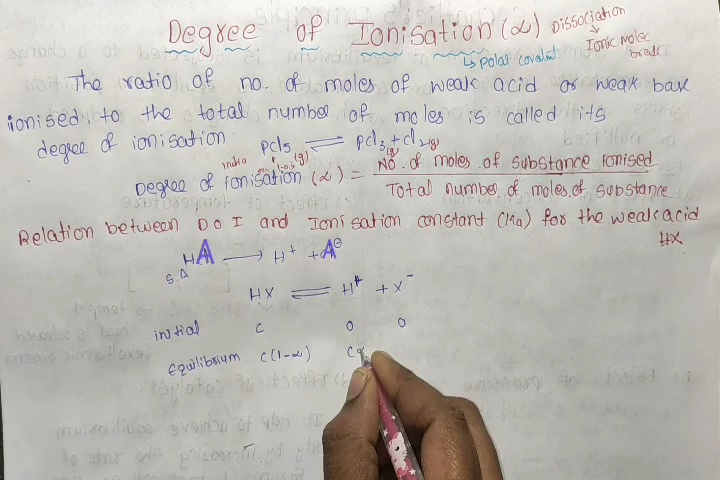 Degree of Ionisation (α) Dissociation
↳ Polar covalent
Ionic molec
break
The ratio of no. of moles of weak acid or weak base
ionised to the total number of moles is called its
degree of ionisation PCl5 ⇌ PCl3(g) + Cl2(g)
Degree of ionisation (α) = No. of moles of substance ionised
Total number of moles of substance
Relation between D o I and Ionisation constant (Ka) for the weak acid
HX
HA ⟶ H+ + A⊖
S.A
HX ⇌ H+ + X-
initial C 0 0
Equilibrium C(1-α) Cα